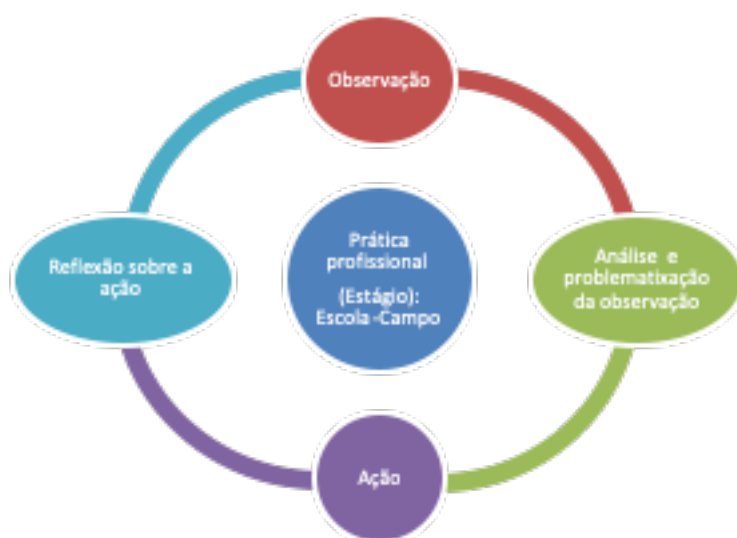 Observação
Prática
profissional
(Estágio):
Escola-Campo
Análise e
problematixação
da observação
Reflexão sobre a
ação
Ação